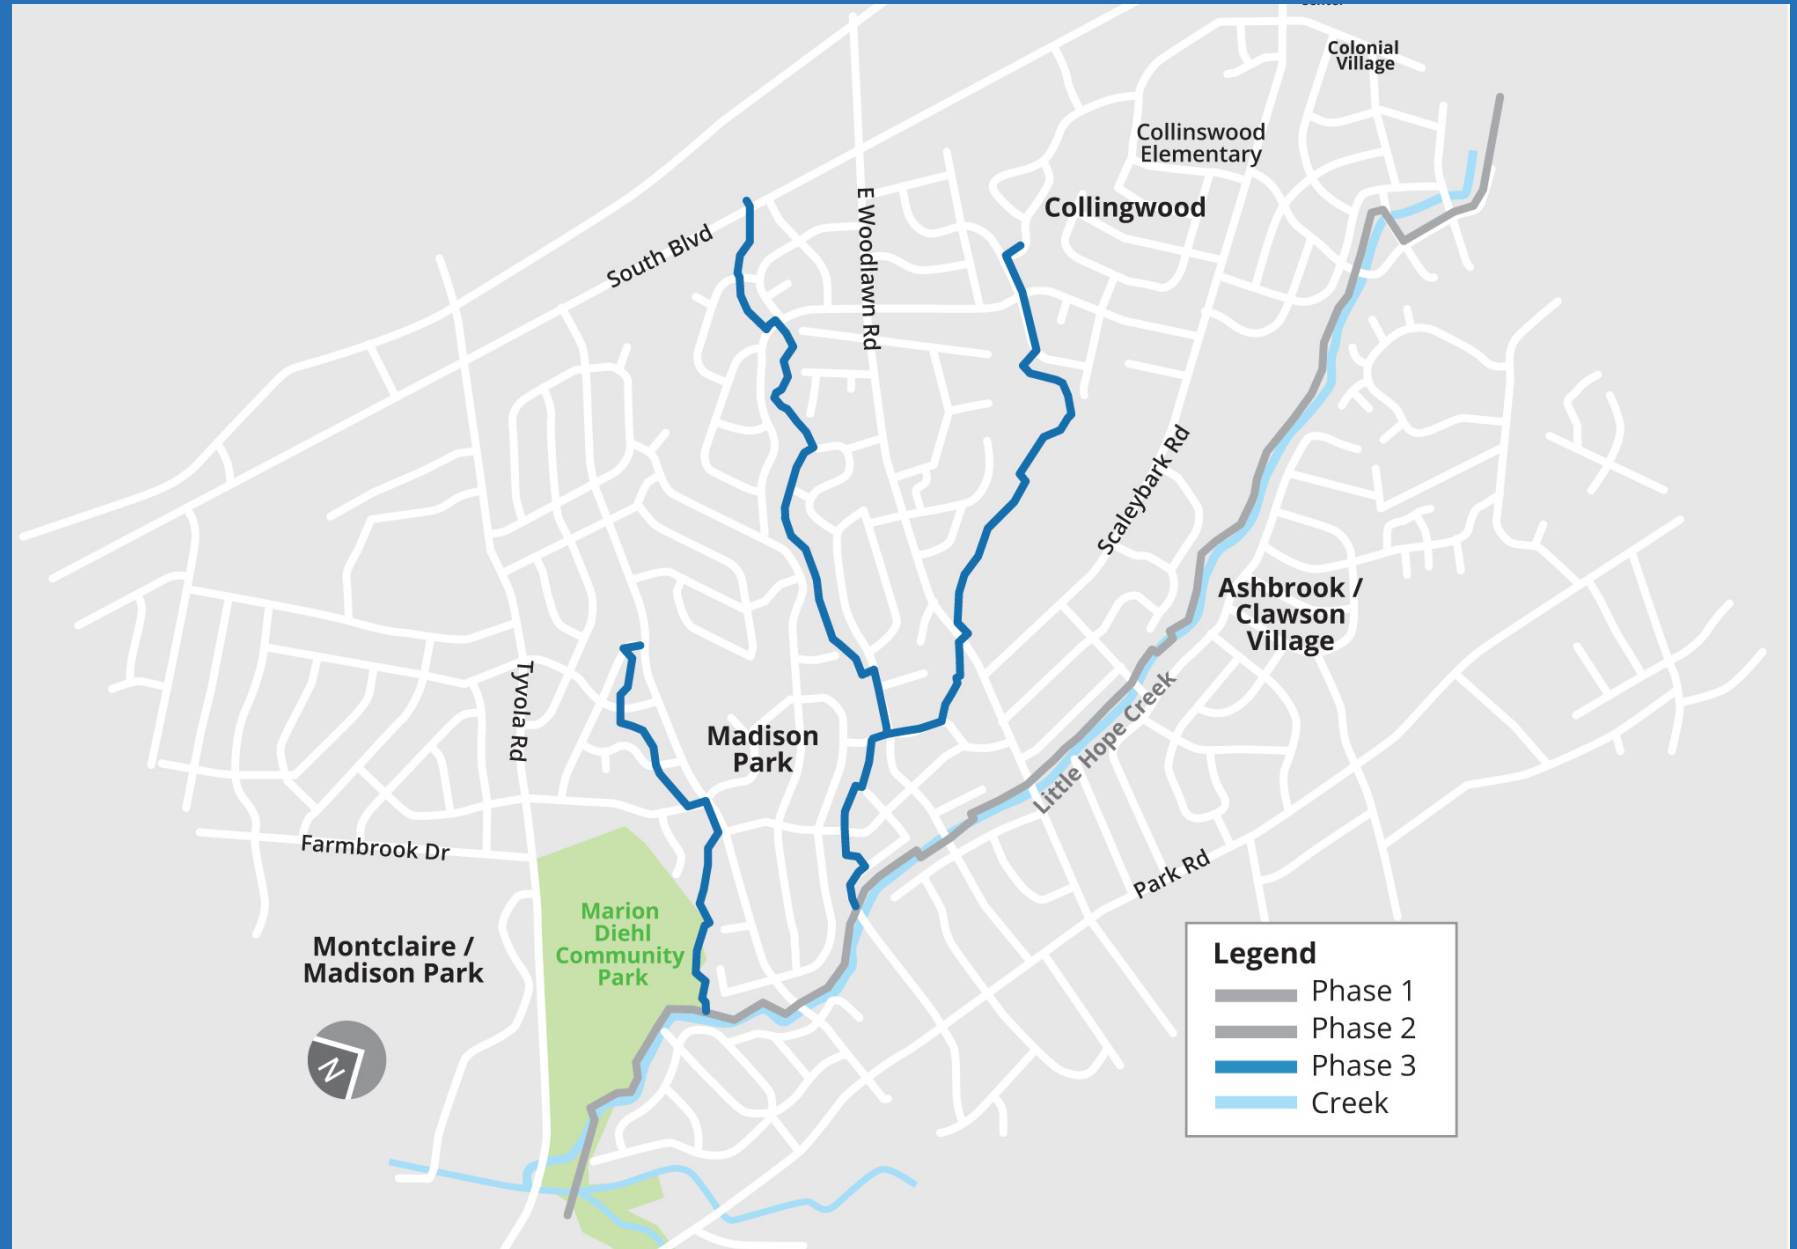 Center
Colonial
Village
Collinswood
Elementary
Collingwood
E Woodlawn Rd
South Blvd
Scaleybark Rd
Ashbrook /
Clawson
Village
Tyvola Rd
Little Hope Creek
Madison
Park
Farmbrook Dr
Park Rd
Marion
Diehl
Community
Park
Montclaire /
Madison Park
N
Legend
Phase 1
Phase 2
Phase 3
Creek